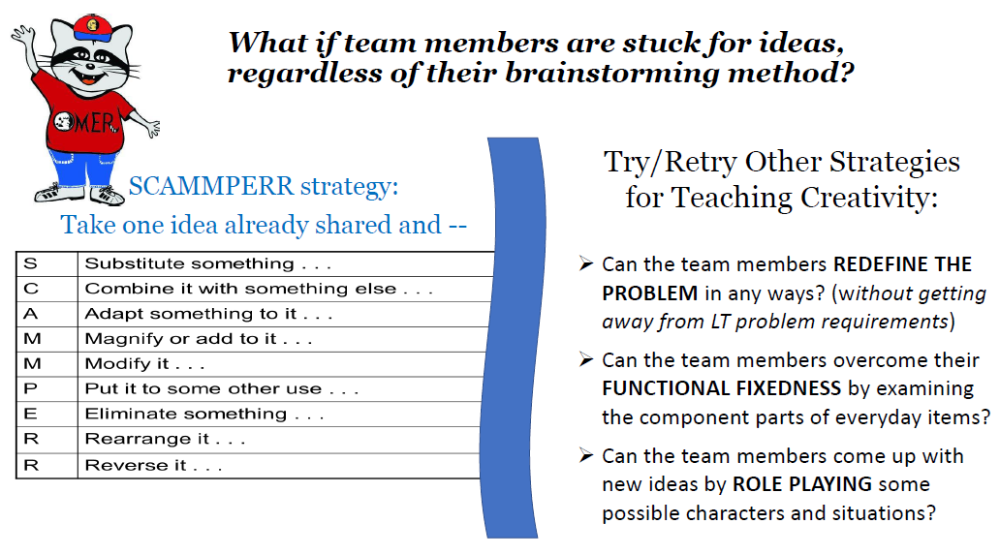 What if team members are stuck for ideas,
regardless of their brainstorming method?
OMER
SCAMMPERR strategy:
Take one idea already shared and --
S Substitute something . . .
C Combine it with something else . . .
A Adapt something to it . . .
M Magnify or add to it . . .
M Modify it . . .
P Put it to some other use . . .
E Eliminate something . . .
R Rearrange it . . .
R Reverse it . . .
Try/Retry Other Strategies
for Teaching Creativity:
➢ Can the team members REDEFINE THE
PROBLEM in any ways? (without getting
away from LT problem requirements)
➢ Can the team members overcome their
FUNCTIONAL FIXEDNESS by examining
the component parts of everyday items?
➢ Can the team members come up with
new ideas by ROLE PLAYING some
possible characters and situations?